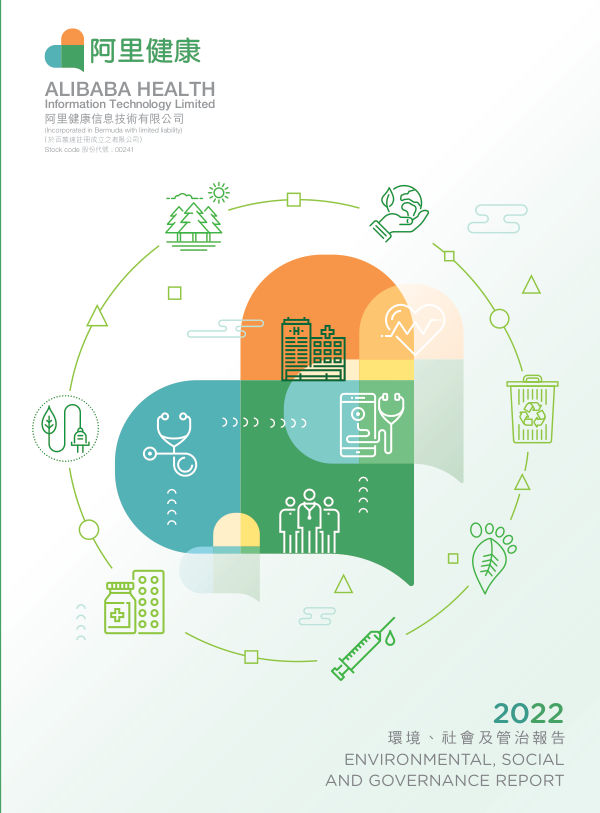 阿里健康
ALIBABA HEALTH
Information Technology Limited
阿里健康信息技術有限公司
(Incorporated in Bermuda with limited liability)
(於百慕達註冊成立之有限公司)
Stock code 股份代號 : 00241
H
2022
環境、社會及管治報告
ENVIRONMENTAL, SOCIAL
AND GOVERNANCE REPORT